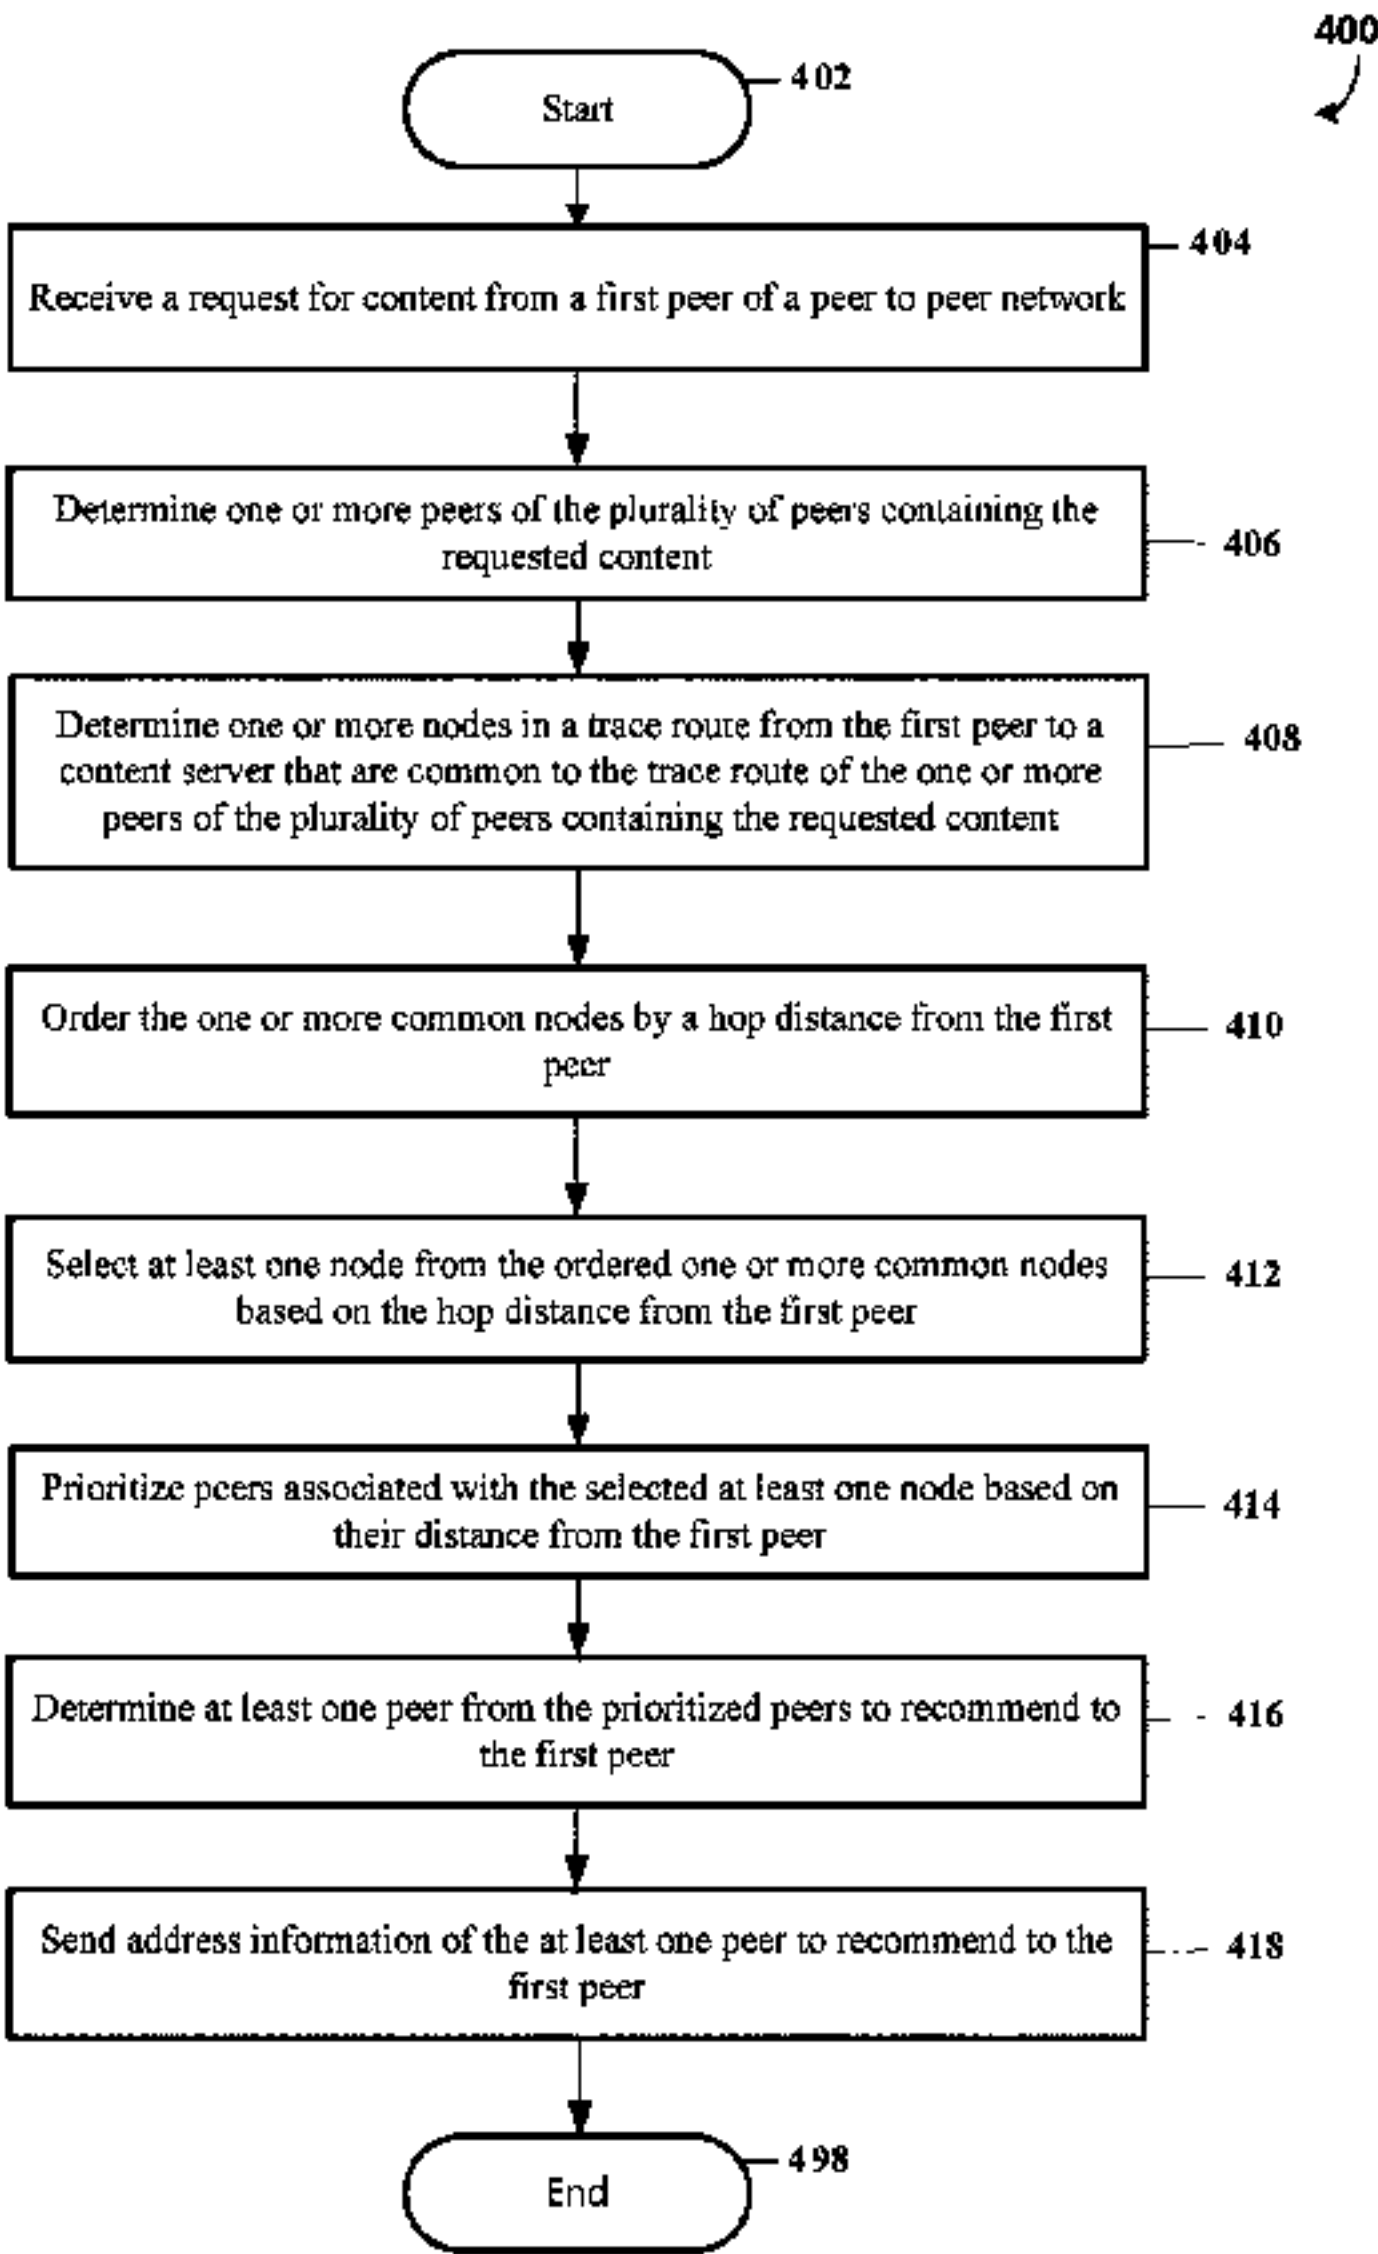 400
Start
402
Receive a request for content from a first peer of a peer to peer network
404
Determine one or more peers of the plurality of peers containing the
requested content
406
Determine one or more nodes in a trace route from the first peer to a
content server that are common to the trace route of the one or more
peers of the plurality of peers containing the requested content
408
Order the one or more common nodes by a hop distance from the first
peer
410
Select at least one node from the ordered one or more common nodes
based on the hop distance from the first peer
412
Prioritize peers associated with the selected at least one node based on
their distance from the first peer
414
Determine at least one peer from the prioritized peers to recommend to
the first peer
416
Send address information of the at least one peer to recommend to the
first peer
418
End
498